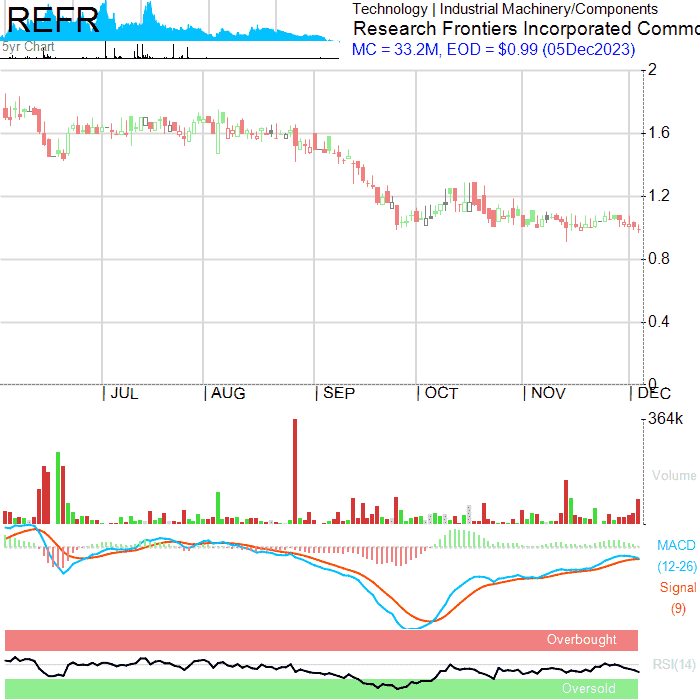 REFR
Technology | Industrial Machinery/Components
Research Frontiers Incorporated Commo
5yr Chart
MC = 33.2M, EOD = $0.99 (05Dec2023)
2
1.6
1.2
0.8
0.4
0
JUL
AUG
SEP
OCT
NOV
DEC
364k
Volume
MACD
(12-26)
Signal
(9)
Overbought
RSI(14)
Oversold